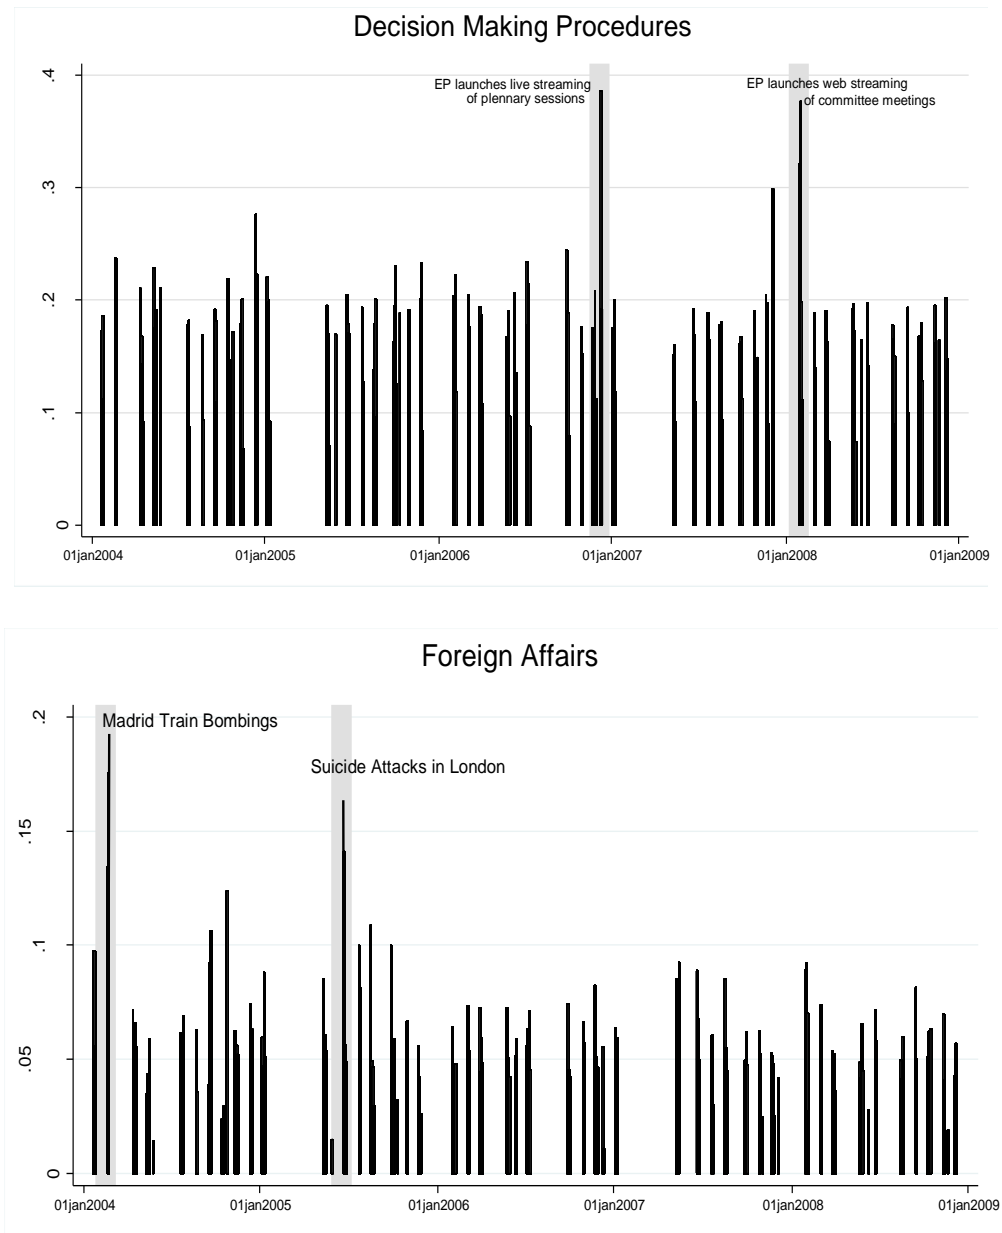 Decision Making Procedures
.4
.3
.2
.1
0
EP launches live streaming
of plennary sessions
EP launches web streaming
of committee meetings
01jan2004
01jan2005
01jan2006
01jan2007
01jan2008
01jan2009
Foreign Affairs
.2
.15
.1
.05
0
Madrid Train Bombings
Suicide Attacks in London
01jan2004
01jan2005
01jan2006
01jan2007
01jan2008
01jan2009